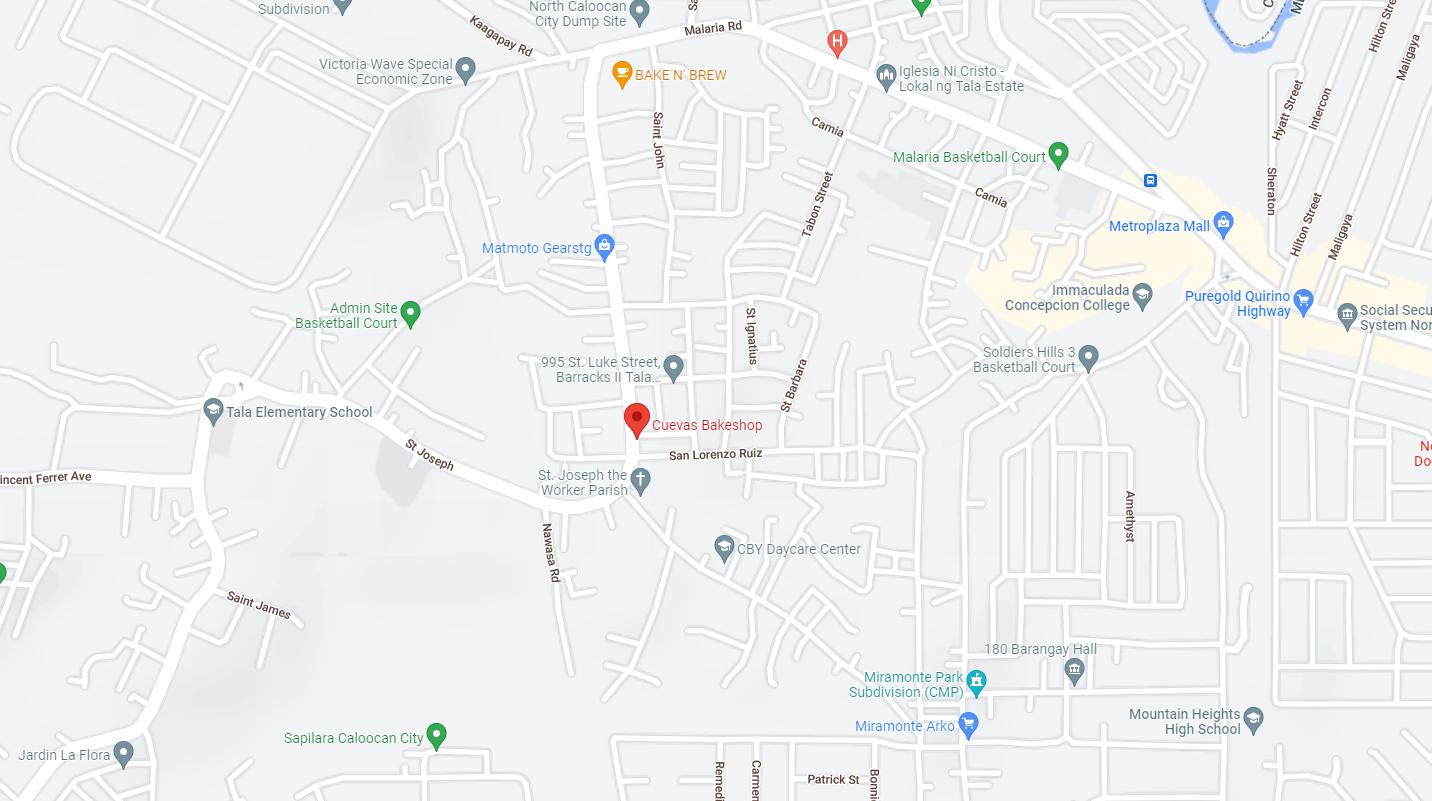 Subdivision
North Caloocan
City Dump Site
Kaagapay Rd
Malaria Rd
Victoria Wave Special
Economic Zone
BAKE N' BREW
Iglesia Ni Cristo -
Lokal ng Tala Estate
Saint John
Camia
Malaria Basketball Court
Camia
Tabon Street
Hilton Stre
Maligaya
Hyatt Street
Intercon
Sheraton
Hilton Street
Maligaya
Metroplaza Mall
Matmoto Gearstg
Immaculada
Concepcion College
Puregold Quirino
Highway
Social Secu
System Nor
Admin Site
Basketball Court
St Ignatius
995 St. Luke Street,
Barracks II Tala...
Soldiers Hills 3
Basketball Court
St Barbara
Tala Elementary School
Cuevas Bakeshop
St Joseph
San Lorenzo Ruiz
No
Do
incent Ferrer Ave
St. Joseph the
Worker Parish
Amethyst
Nawasa Rd
CBY Daycare Center
Saint James
180 Barangay Hall
Miramonte Park
Subdivision (CMP)
Miramonte Arko
Mountain Heights
High School
Sapilara Caloocan City
Jardin La Flora
Remedi
Carmen
Patrick St
Bonni